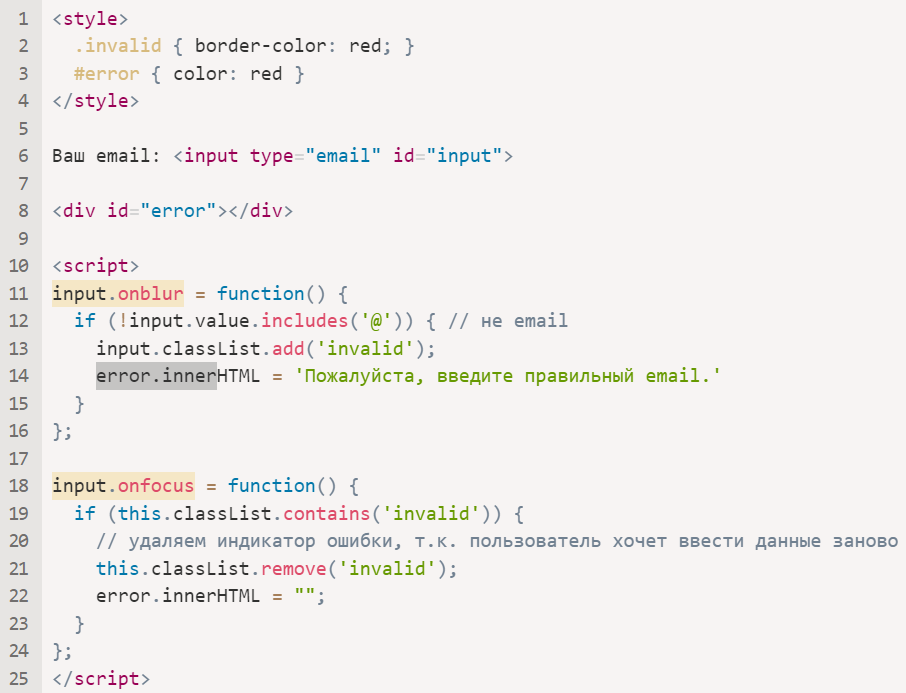 1 <style>
2   .invalid { border-color: red; }
3   #error { color: red }
4 </style>
5
6 Ваш email: <input type="email" id="input">
7
8 <div id="error"></div>
9
10 <script>
11 input.onblur = function() {
12   if (!input.value.includes('@')) { // не email
13     input.classList.add('invalid');
14     error.innerHTML = 'Пожалуйста, введите правильный email.'
15   }
16 };
17
18 input.onfocus = function() {
19   if (this.classList.contains('invalid')) {
20     // удаляем индикатор ошибки, т.к. пользователь хочет ввести данные заново
21     this.classList.remove('invalid');
22     error.innerHTML = "";
23   }
24 };
25 </script>